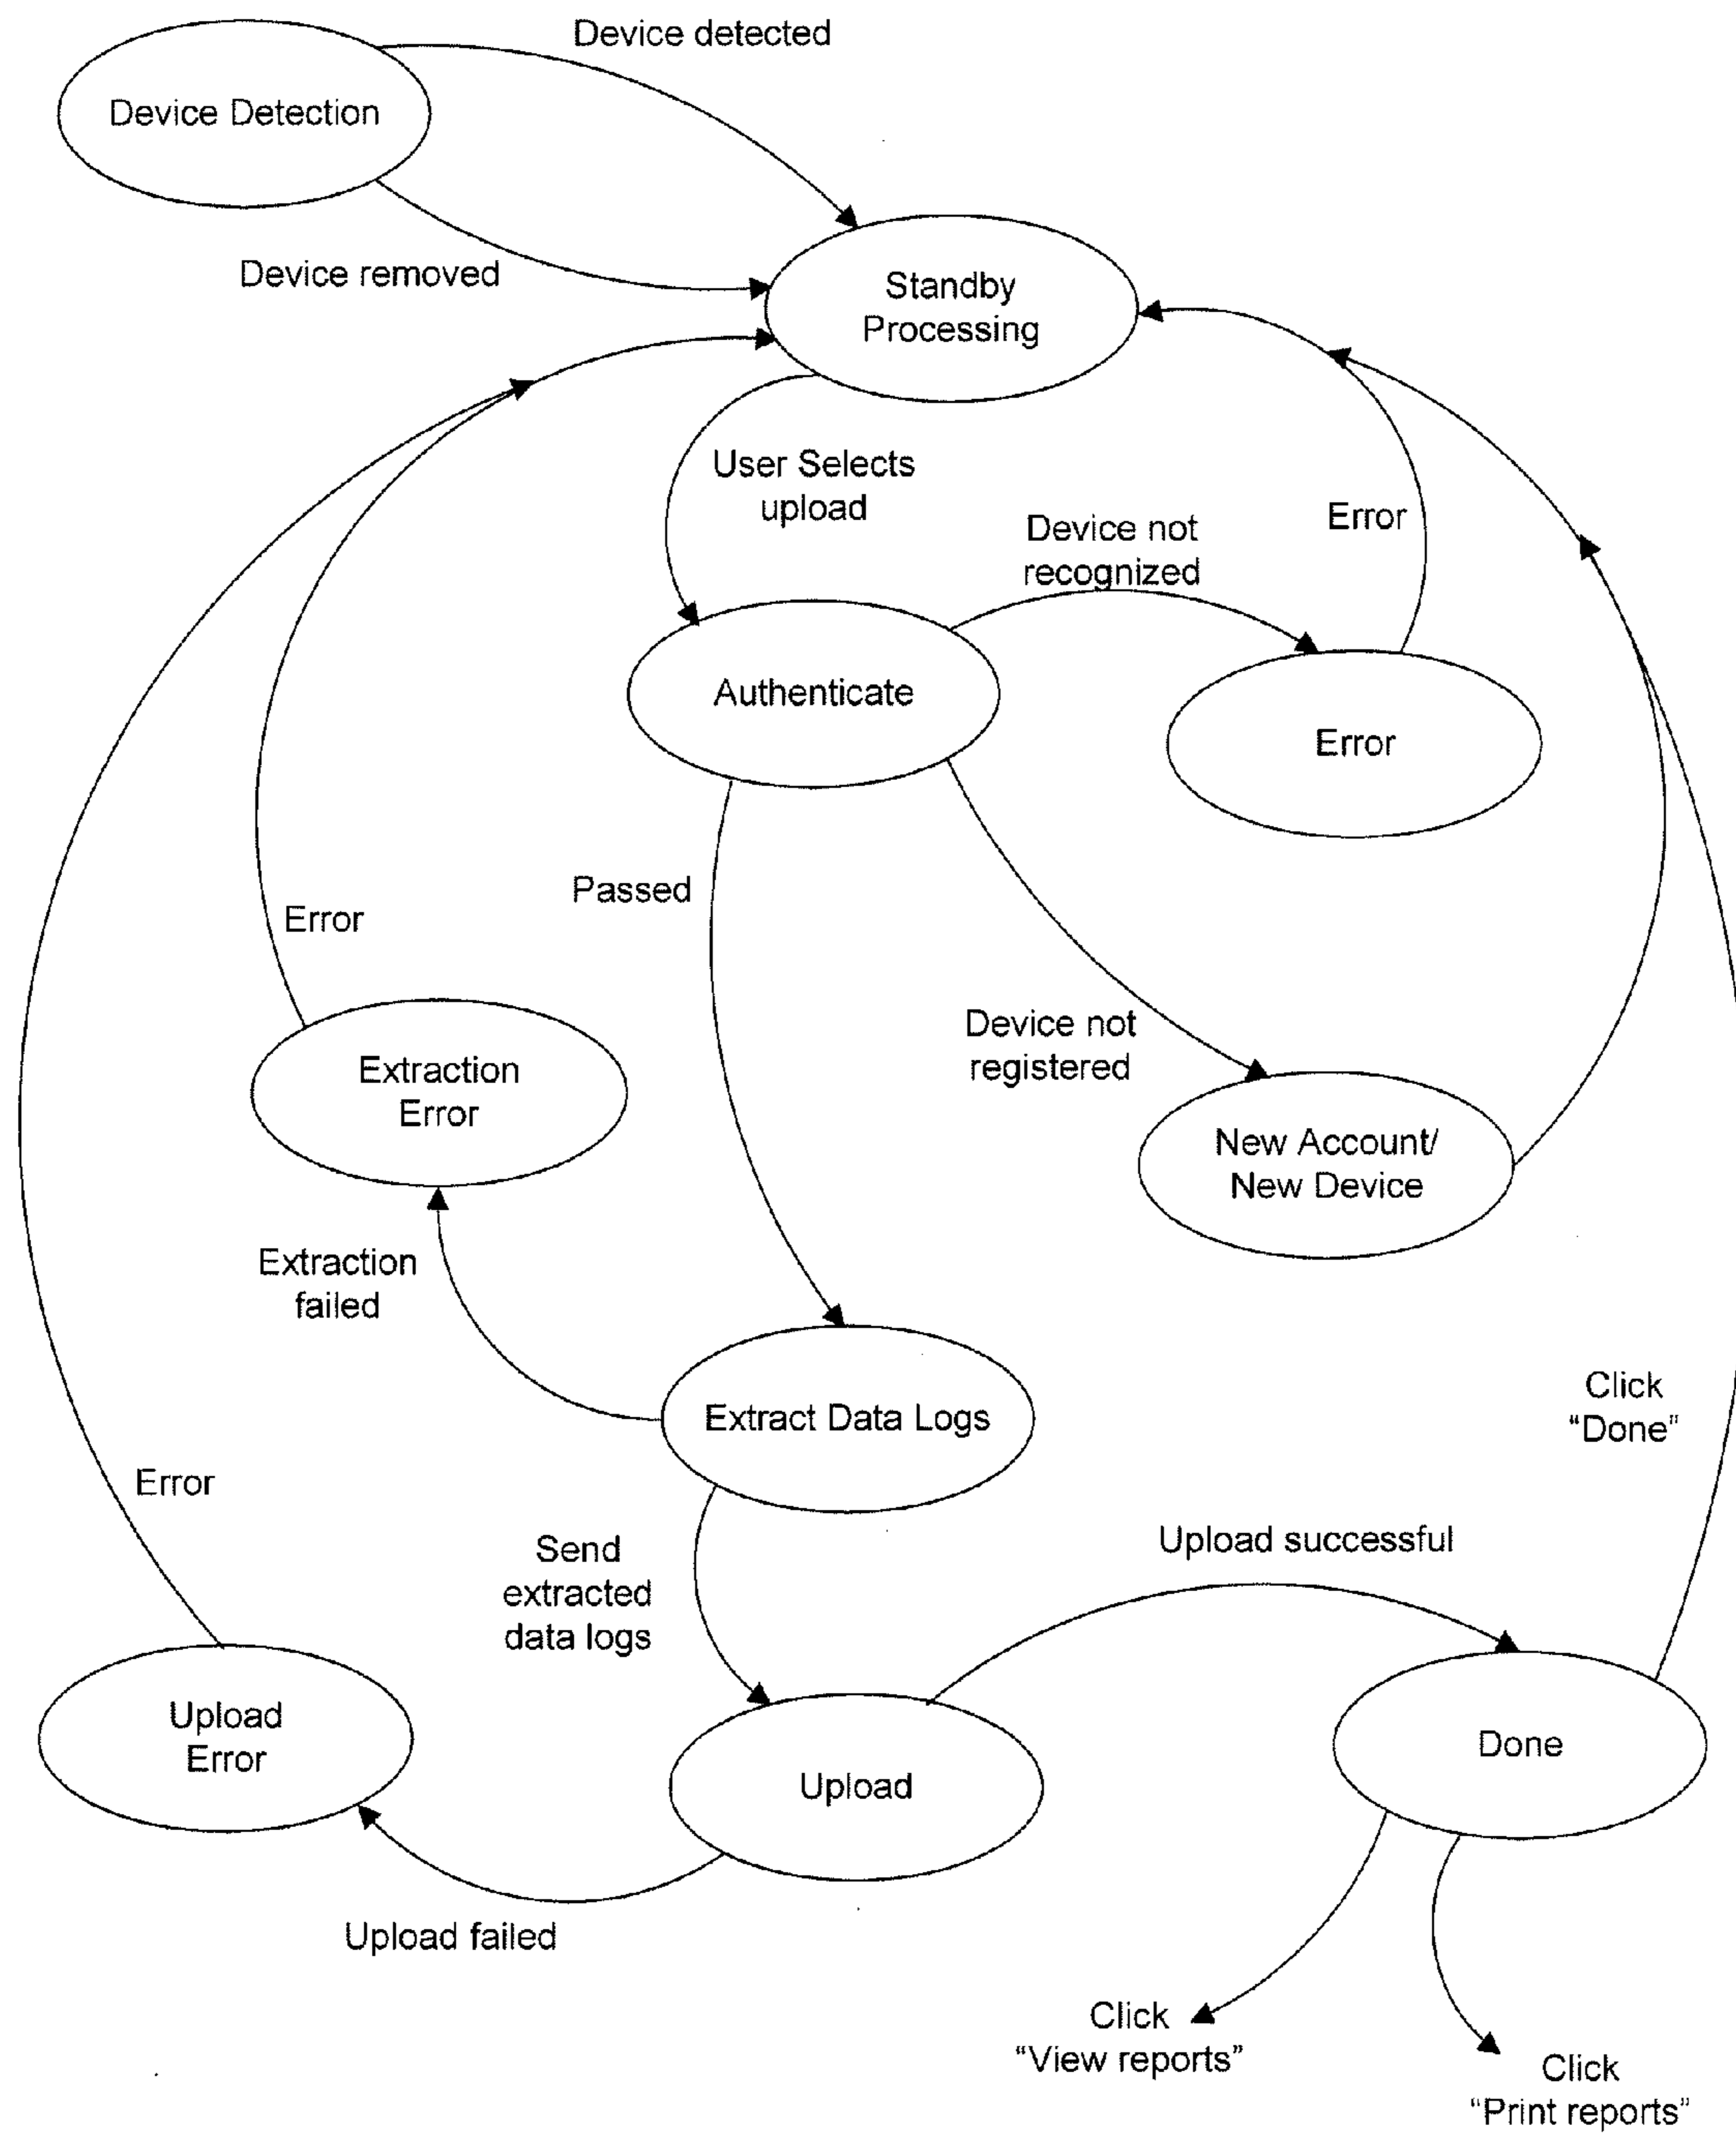 Device detected
Device Detection
Device removed
Standby
Processing
User Selects
upload
Device not
recognized
Error
Authenticate
Error
Passed
Error
Device not
registered
Extraction
Error
New Account/
New Device
Extraction
failed
Extract Data Logs
Click
“Done”
Error
Send
extracted
data logs
Upload successful
Upload
Error
Upload
Done
Upload failed
Click
“View reports”
Click
“Print reports”